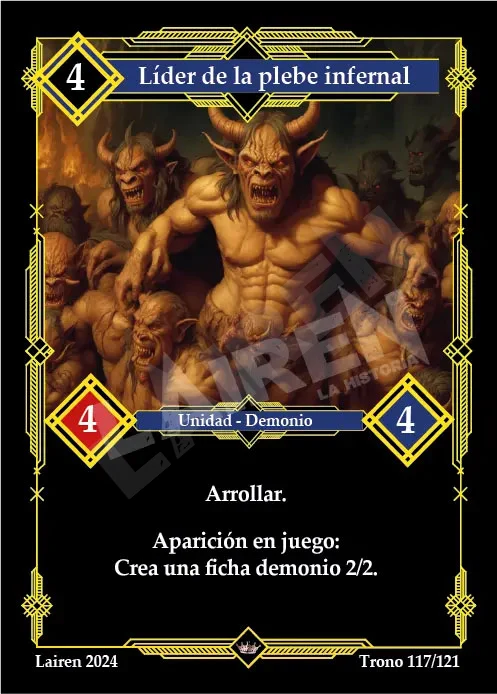 4
Líder de la plebe infernal
LAIREN
LA HISTORIA
4
Unidad - Demonio
4
Arrollar.
Aparición en juego:
Crea una ficha demonio 2/2.
Lairen 2024
Trono 117/121